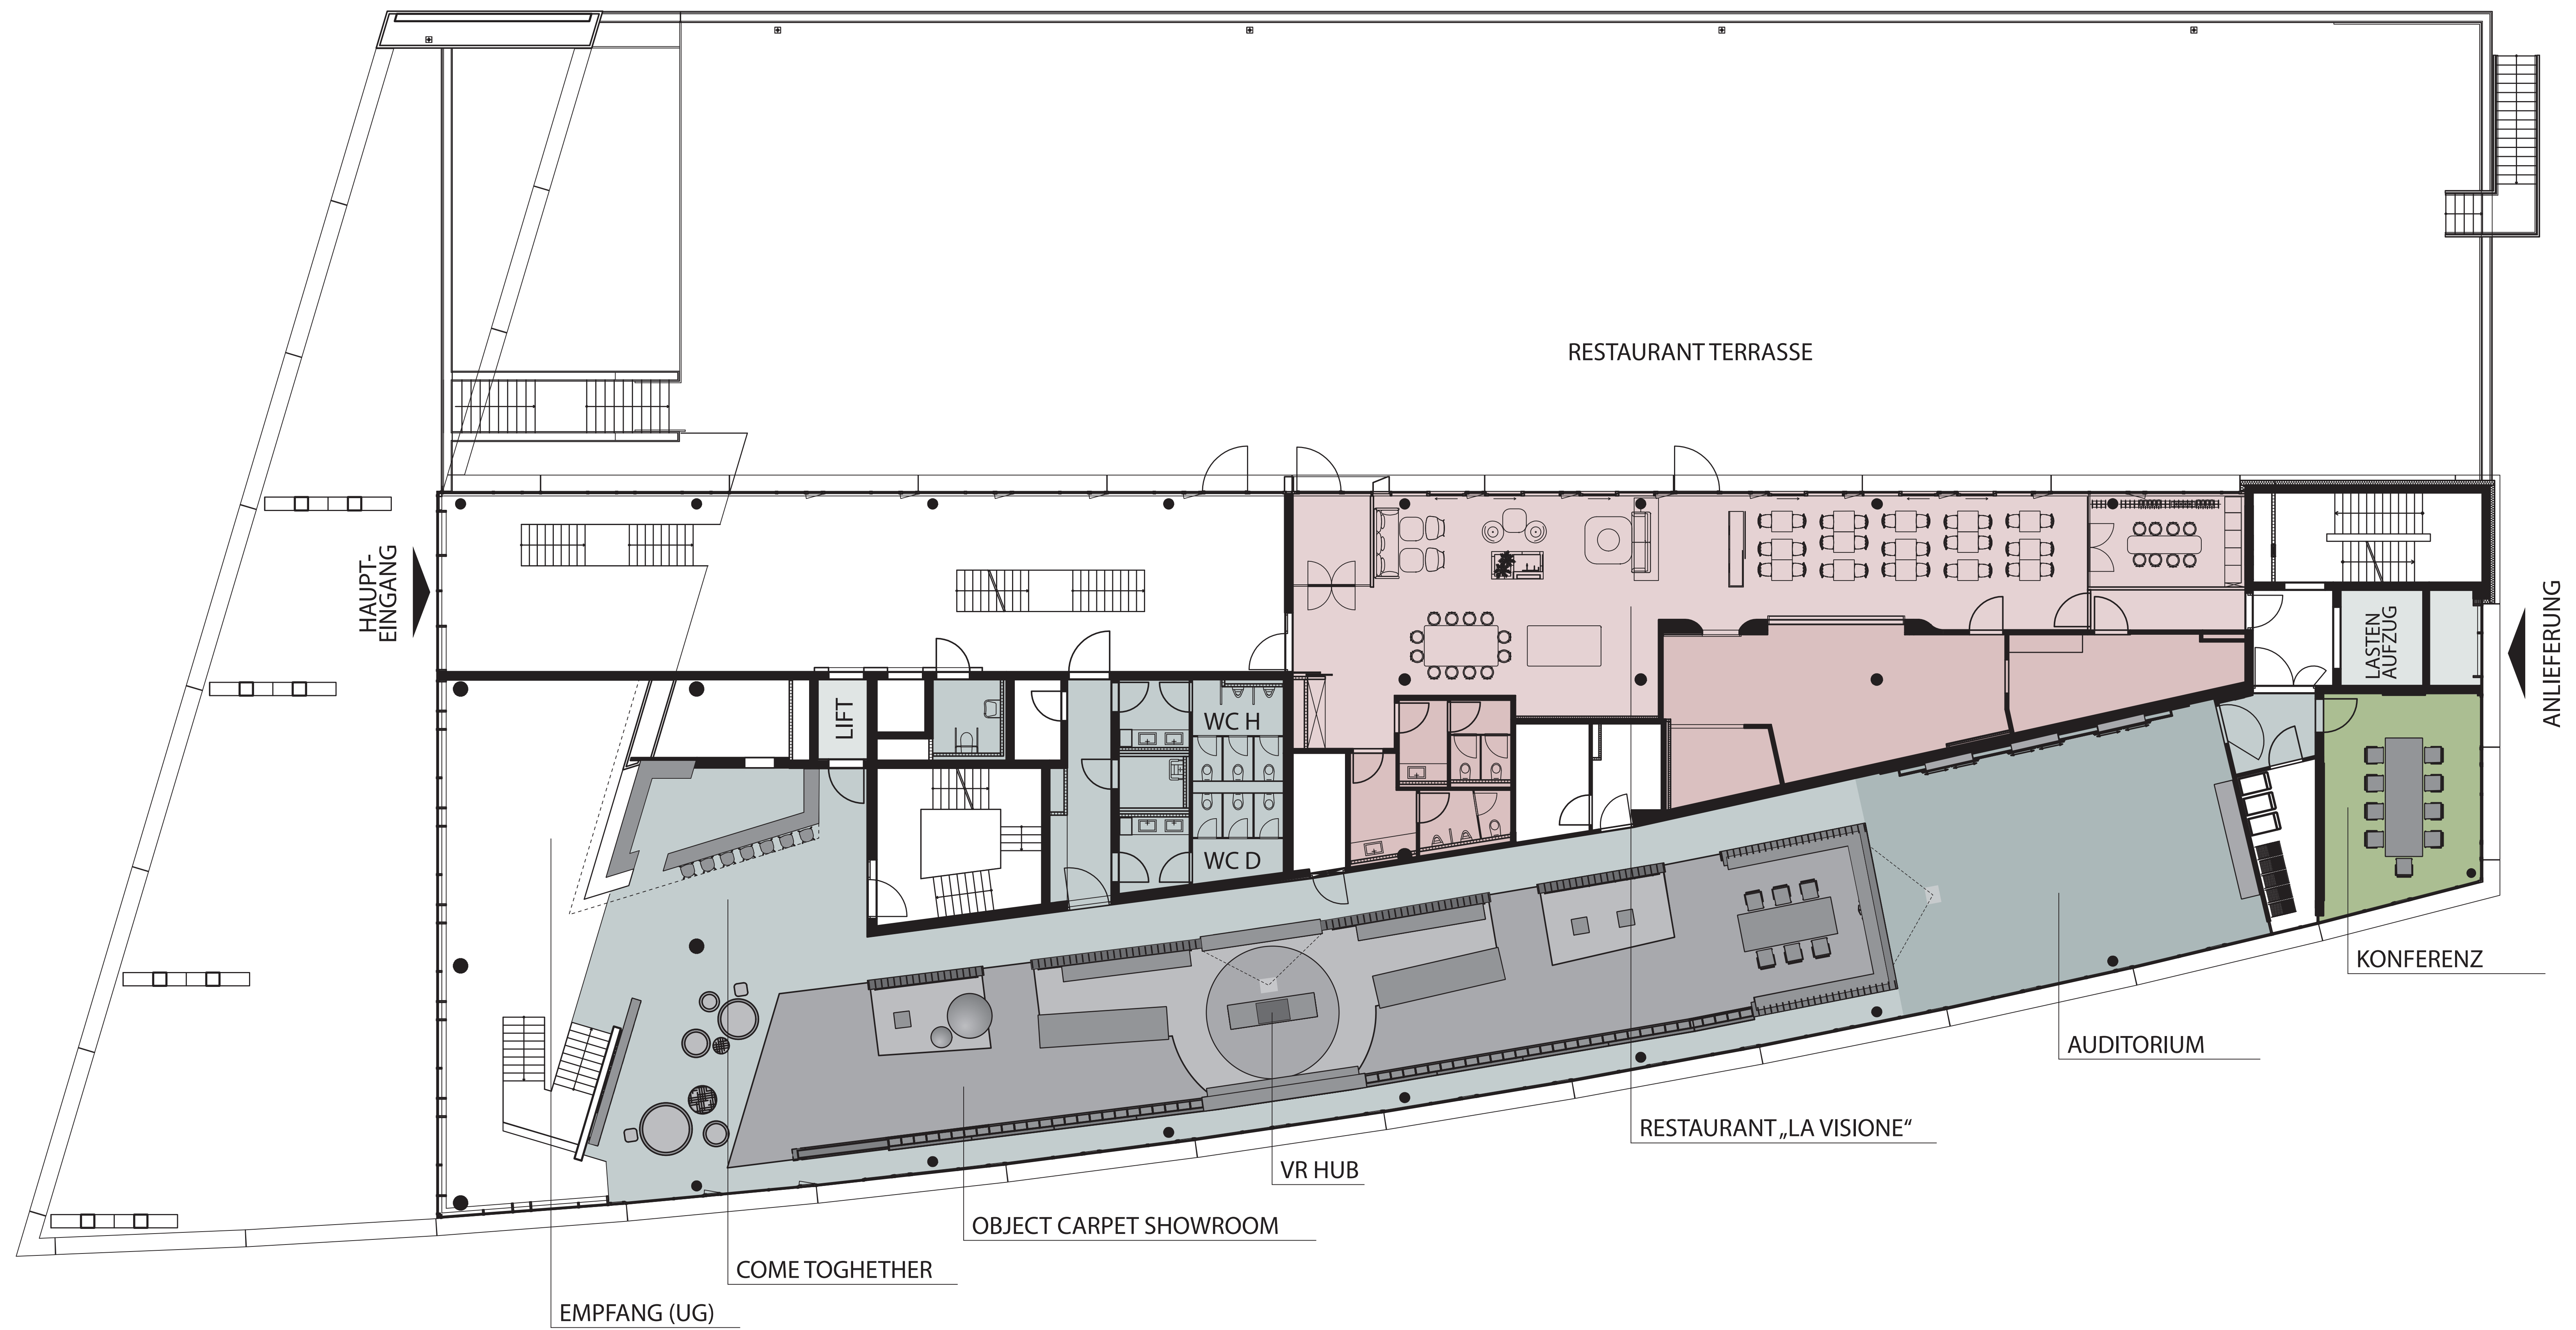 RESTAURANT TERRASSE
HAUPT-
EINGANG
LASTEN
AUFZUG
ANLIEFERUNG
LIFT
WC H
WC D
KONFERENZ
AUDITORIUM
RESTAURANT „LA VISIONE“
VR HUB
OBJECT CARPET SHOWROOM
COME TOGHETHER
EMPFANG (UG)